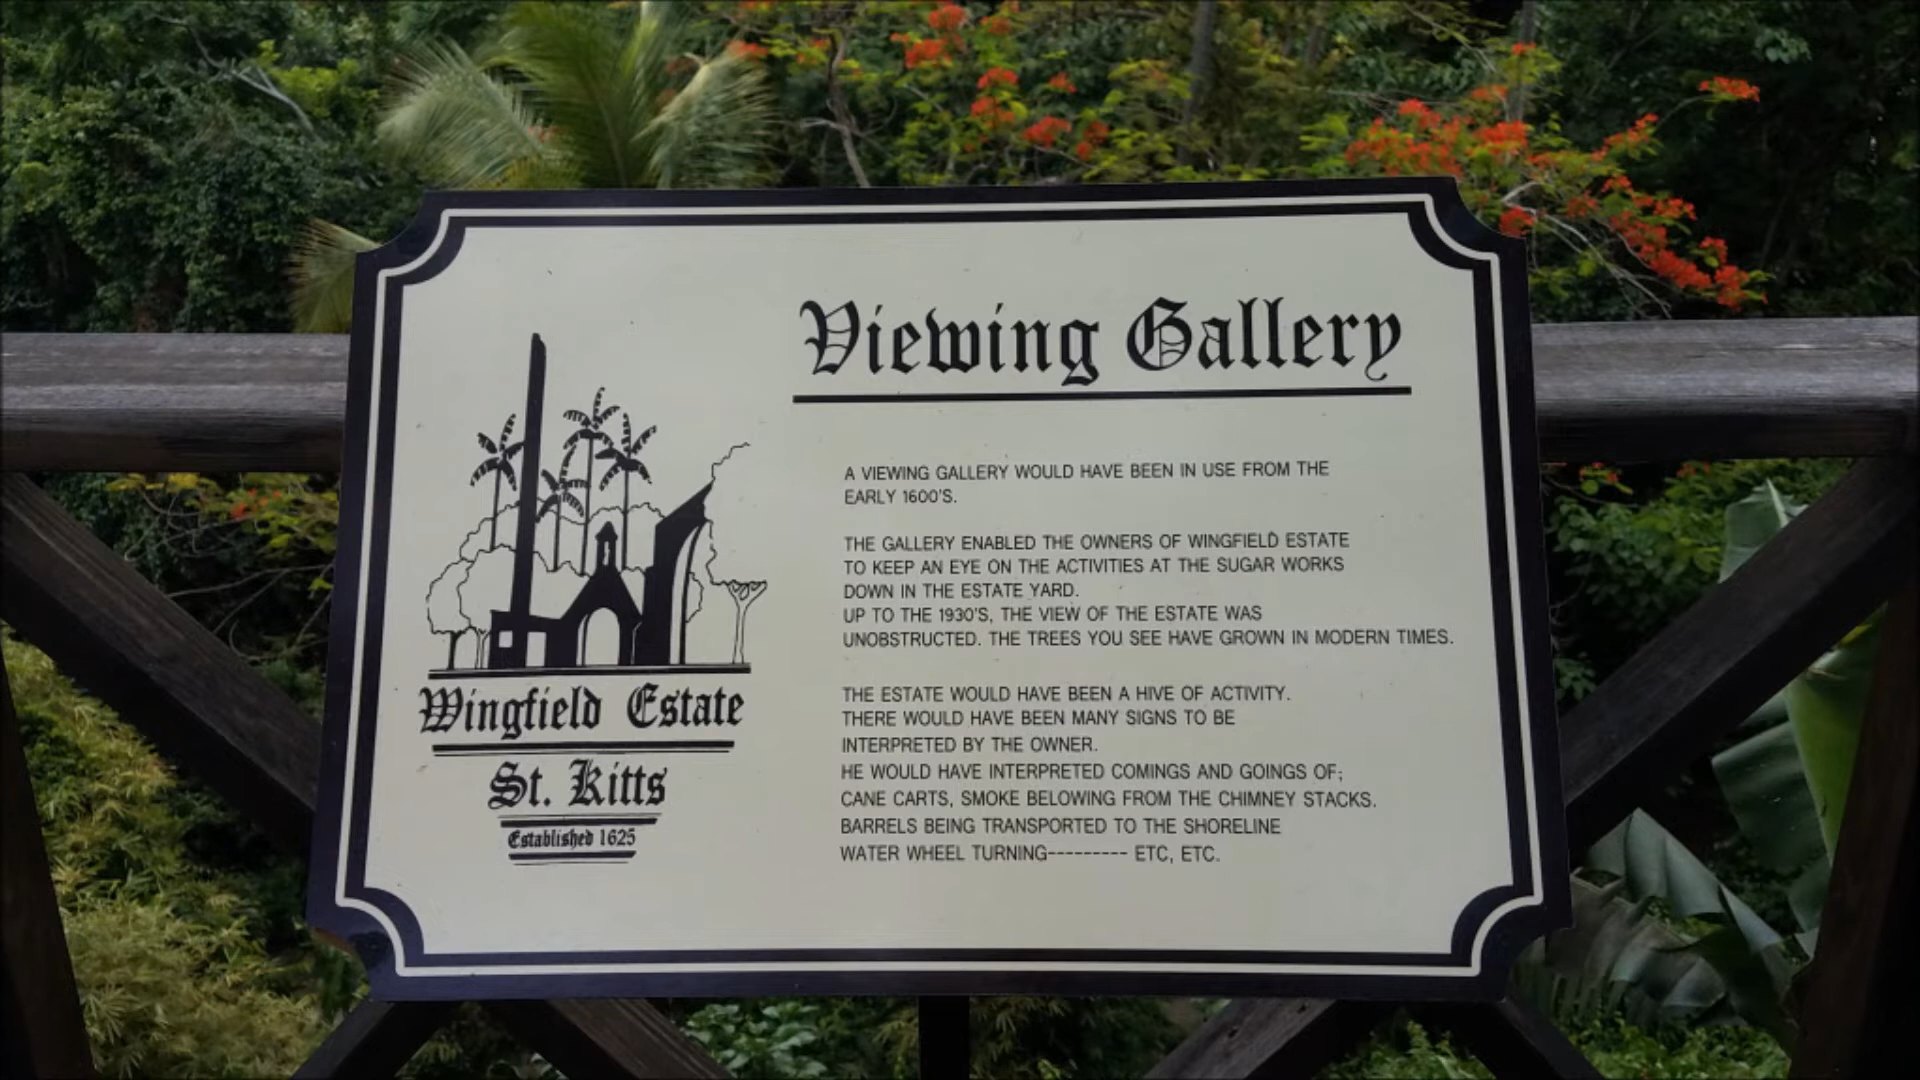 Viewing Gallery
A VIEWING GALLERY WOULD HAVE BEEN IN USE FROM THE
EARLY 1600'S.
THE GALLERY ENABLED THE OWNERS OF WINGFIELD ESTATE
TO KEEP AN EYE ON THE ACTIVITIES AT THE SUGAR WORKS
DOWN IN THE ESTATE YARD.
UP TO THE 1930'S, THE VIEW OF THE ESTATE WAS
UNOBSTRUCTED. THE TREES YOU SEE HAVE GROWN IN MODERN TIMES.
THE ESTATE WOULD HAVE BEEN A HIVE OF ACTIVITY.
THERE WOULD HAVE BEEN MANY SIGNS TO BE
INTERPRETED BY THE OWNER.
HE WOULD HAVE INTERPRETED COMINGS AND GOINGS OF;
CANE CARTS, SMOKE BELOWING FROM THE CHIMNEY STACKS.
BARRELS BEING TRANSPORTED TO THE SHORELINE
WATER WHEEL TURNING--------- ETC, ETC.
Wingfield Estate
St. Kitts
Established 1625